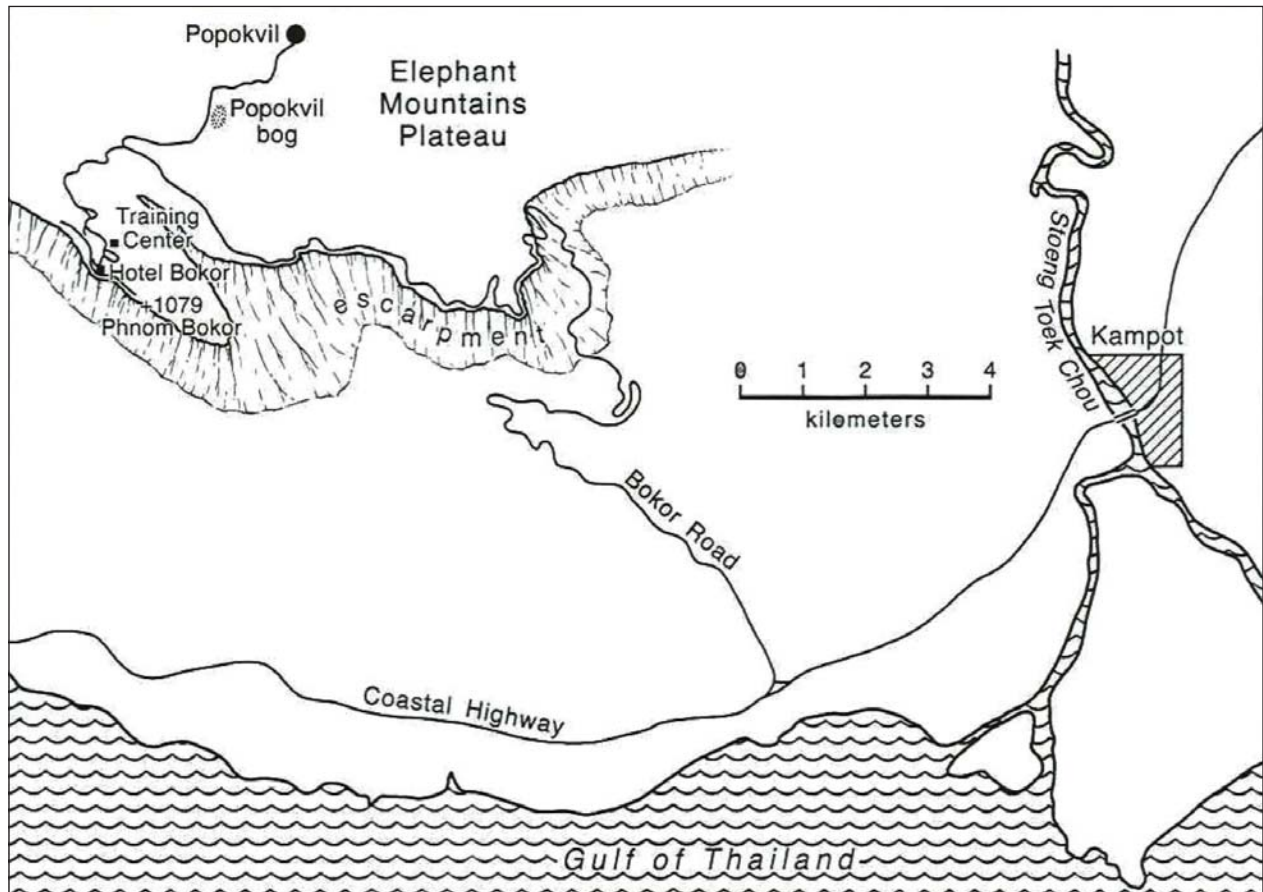 Popokvil
Elephant
Mountains
Plateau
Popokvil
bog
Training
Center
Hotel Bokor
+1079
Phnom Bokor
escarpment
Stoeng Toek Chou
Kampot
0 1 2 3 4
kilometers
Bokor Road
Coastal Highway
Gulf of Thailand